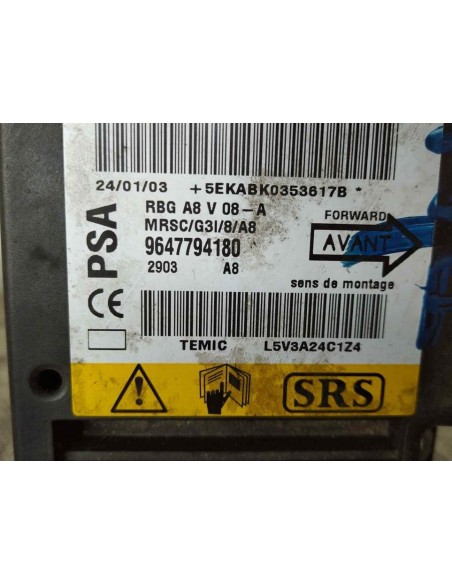 24/01/03 +5EKABK0353617B *
PSA
RBG A8 V 08-A
MRSC/G3I/8/A8
9647794180
2903 A8
FORWARD
AVANT
sens de montage
CE
TEMIC L5V3A24C1Z4
SRS